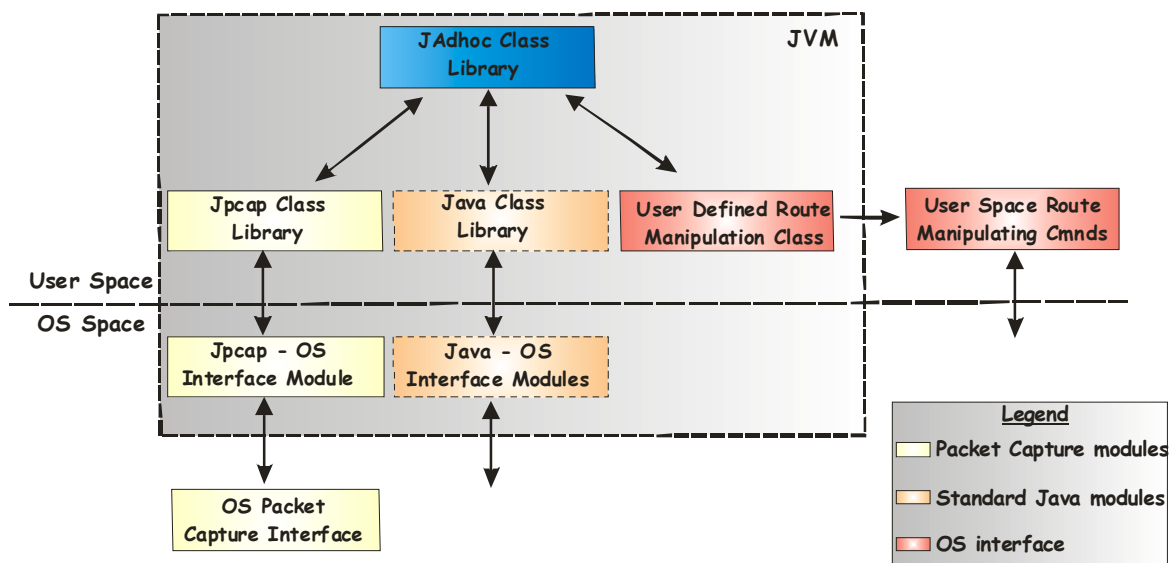 JAdhoc Class
Library
JVM
Jpcap Class
Library
Java Class
Library
User Defined Route
Manipulation Class
User Space Route
Manipulating Cmnds
User Space
OS Space
Jpcap - OS
Interface Module
Java - OS
Interface Modules
OS Packet
Capture Interface
Legend
Packet Capture modules
Standard Java modules
OS interface